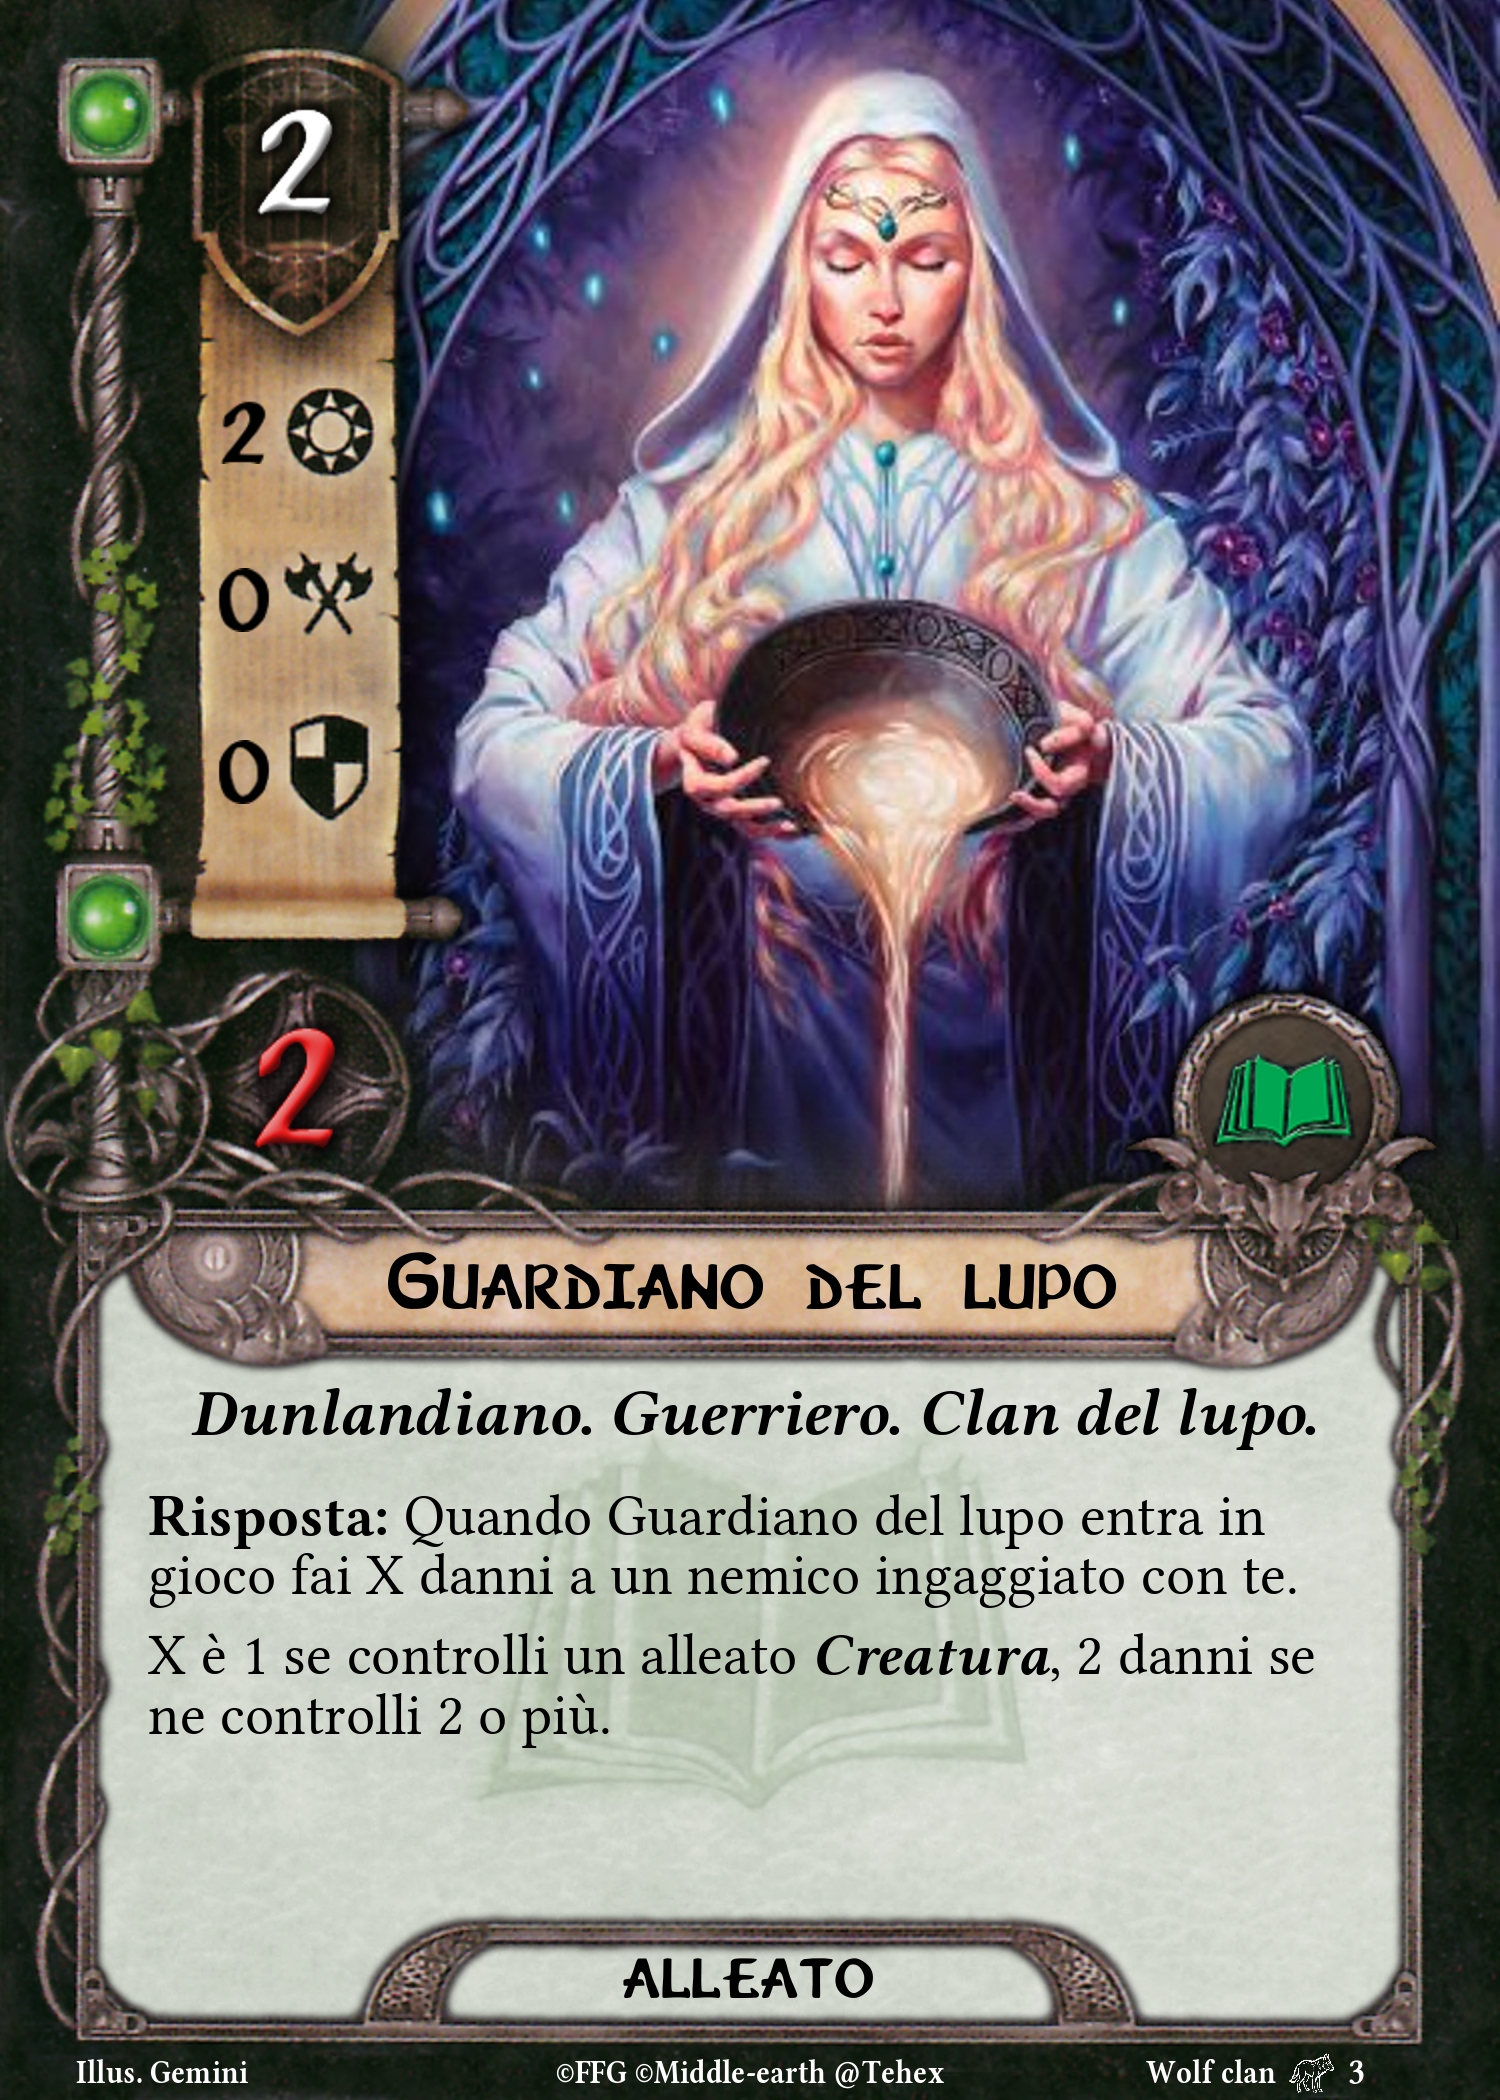 2
2
0
0
2
Guardiano del lupo
Dunlandiano. Guerriero. Clan del lupo.
Risposta: Quando Guardiano del lupo entra in
gioco fai X danni a un nemico ingaggiato con te.
X è 1 se controlli un alleato Creatura, 2 danni se
ne controlli 2 o più.
ALLEATO
Illus. Gemini ©FFG ©Middle-earth @Tehex Wolf clan 3